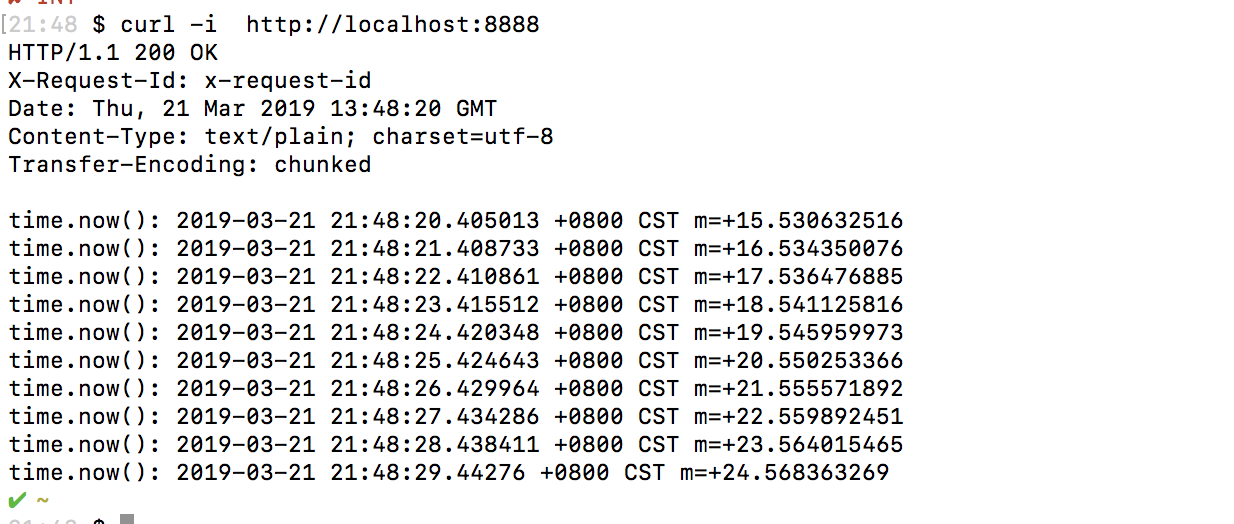 [21:48 $ curl -i  http://localhost:8888
HTTP/1.1 200 OK
X-Request-Id: x-request-id
Date: Thu, 21 Mar 2019 13:48:20 GMT
Content-Type: text/plain; charset=utf-8
Transfer-Encoding: chunked

time.now(): 2019-03-21 21:48:20.405013 +0800 CST m=+15.530632516
time.now(): 2019-03-21 21:48:21.408733 +0800 CST m=+16.534350076
time.now(): 2019-03-21 21:48:22.410861 +0800 CST m=+17.536476885
time.now(): 2019-03-21 21:48:23.415512 +0800 CST m=+18.541125816
time.now(): 2019-03-21 21:48:24.420348 +0800 CST m=+19.545959973
time.now(): 2019-03-21 21:48:25.424643 +0800 CST m=+20.550253366
time.now(): 2019-03-21 21:48:26.429964 +0800 CST m=+21.555571892
time.now(): 2019-03-21 21:48:27.434286 +0800 CST m=+22.559892451
time.now(): 2019-03-21 21:48:28.438411 +0800 CST m=+23.564015465
time.now(): 2019-03-21 21:48:29.44276 +0800 CST m=+24.568363269
✔ ~